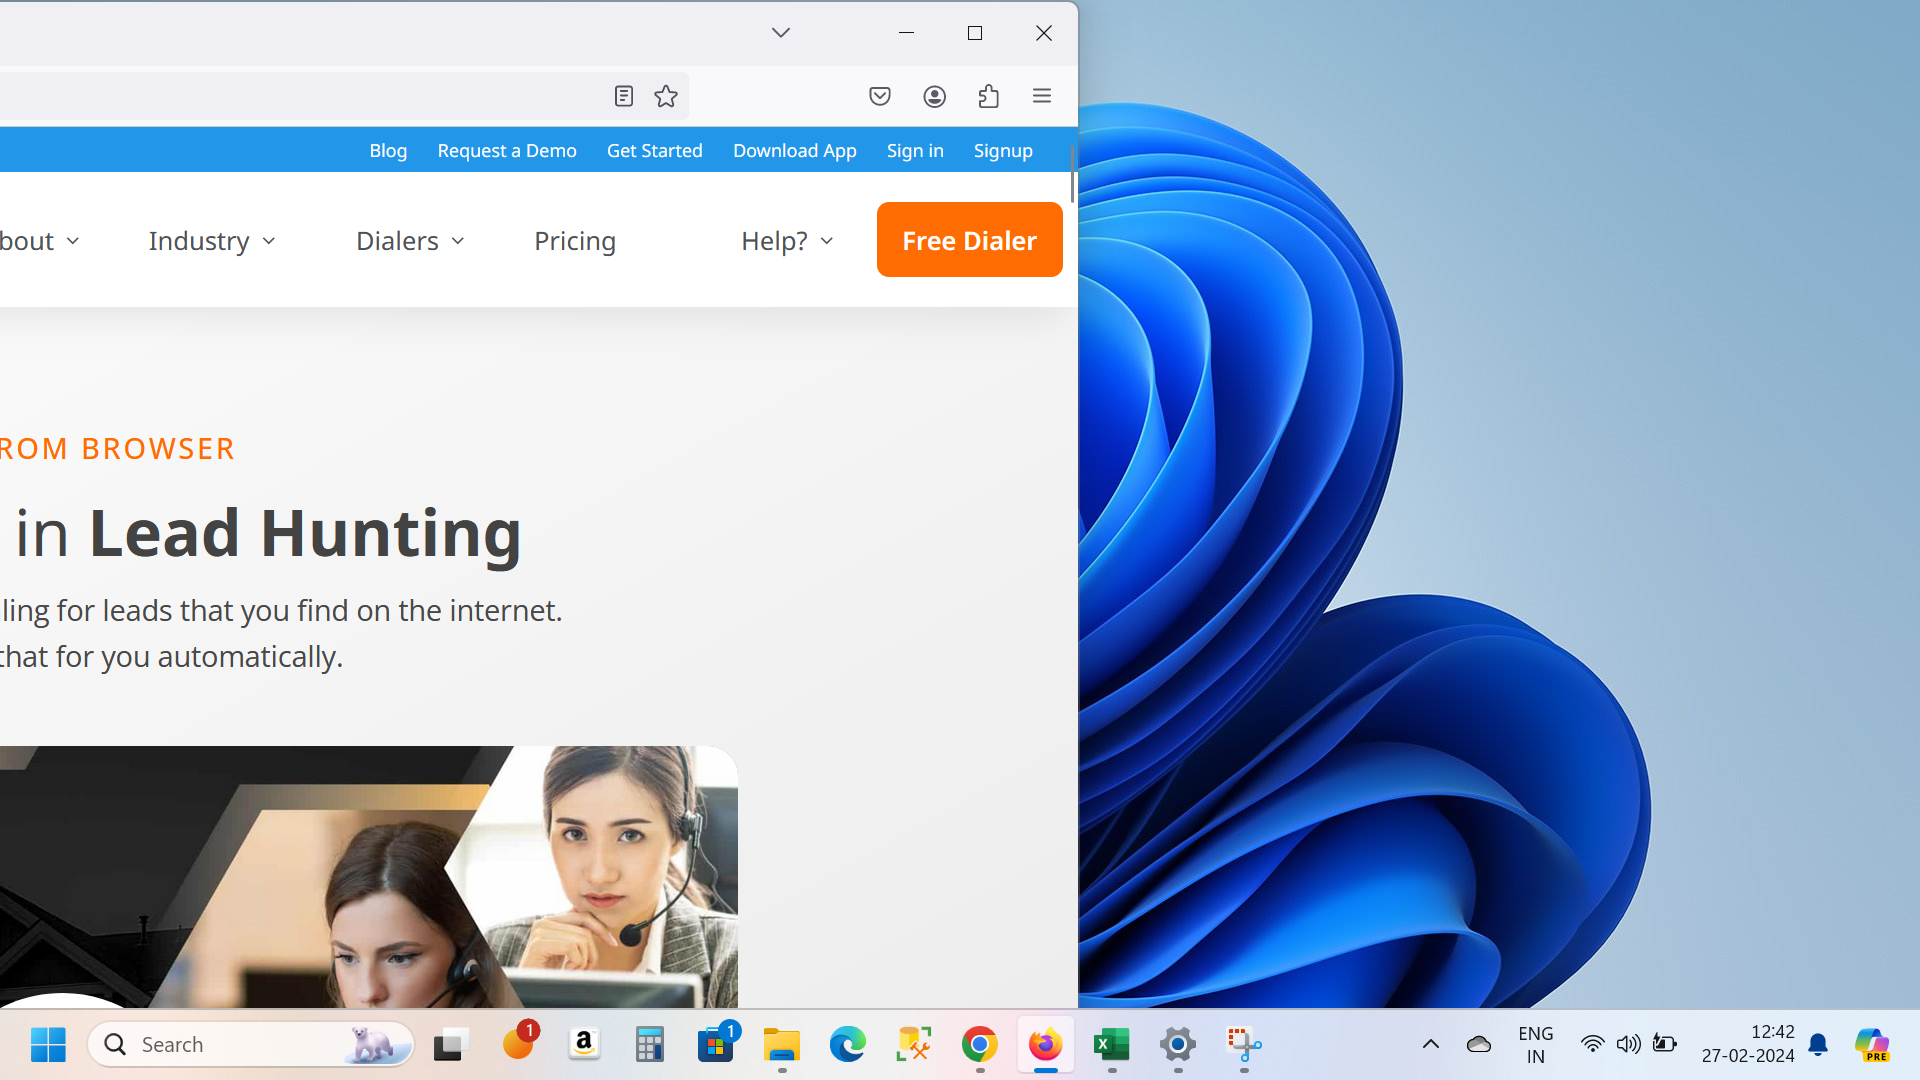 Blog Request a Demo Get Started Download App Sign in Signup
bout Industry Dialers Pricing Help? Free Dialer
ROM BROWSER
in Lead Hunting
ling for leads that you find on the internet.
that for you automatically.
Search
1
a
1
X
ENG
IN
12:42
27-02-2024
PRE